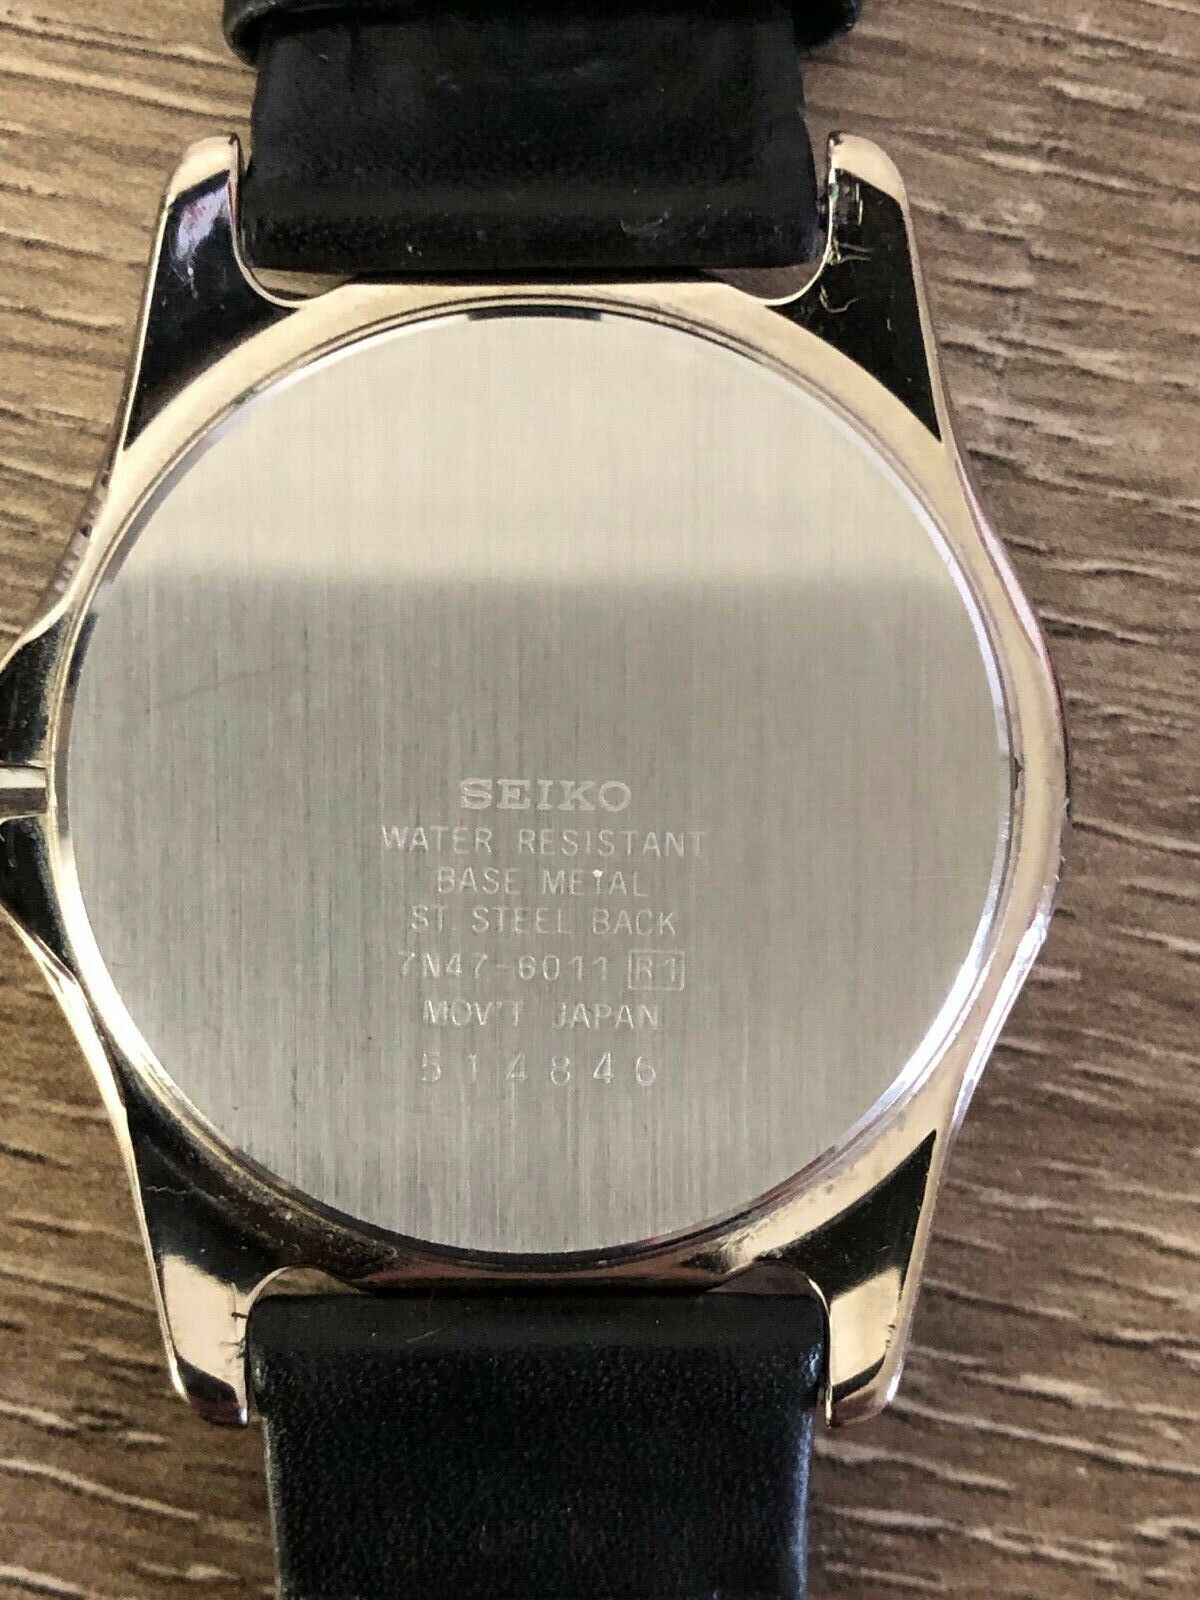 SEIKO
WATER RESISTANT
BASE METAL
ST. STEEL BACK
7N47-6011 R1
MOV'T JAPAN
514846